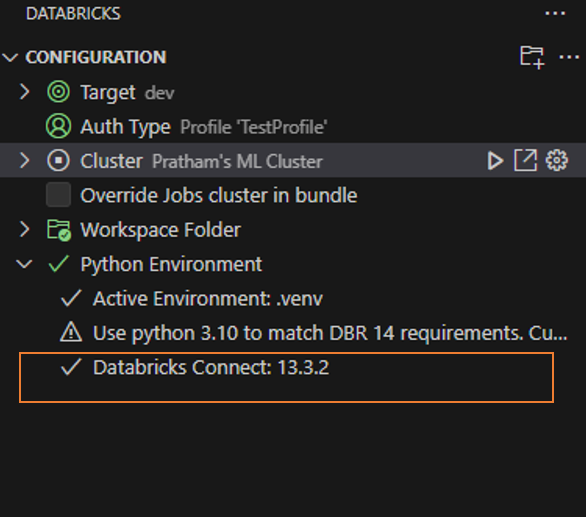 DATABRICKS
CONFIGURATION
Target dev
Auth Type Profile 'TestProfile'
Cluster Pratham's ML Cluster
Override Jobs cluster in bundle
Workspace Folder
Python Environment
Active Environment: .venv
Use python 3.10 to match DBR 14 requirements. Cu...
Databricks Connect: 13.3.2